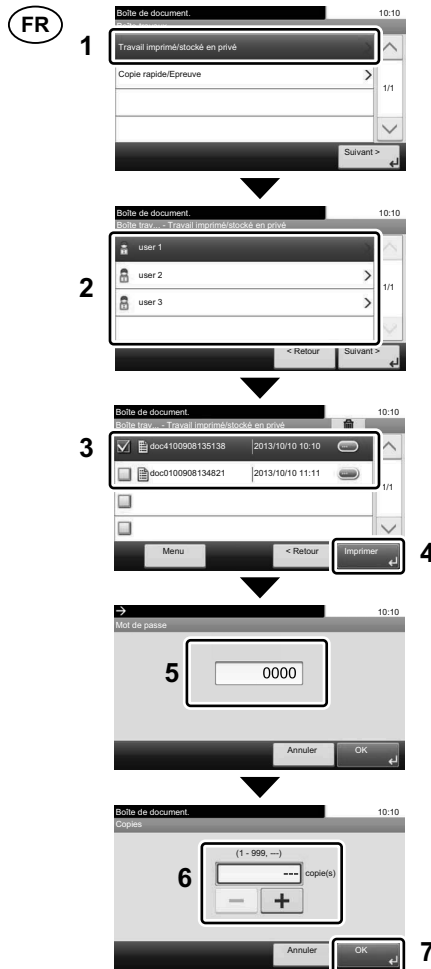 FR
Boîte de document. 10:10
1
Travail imprimé/stocké en privé
Copie rapide/Epreuve
1/1
Suivant >
Boîte de document. 10:10
Boîte trav... - Travail imprimé/stocké en privé
2
user 1
user 2
user 3
1/1
< Retour Suivant >
Boîte de document. 10:10
Boîte trav... - Travail imprimé/stocké en privé
3
doc4100908135138 2013/10/10 10:10
doc0100908134821 2013/10/10 11:11
1/1
Menu < Retour Imprimer 4
10:10
Mot de passe
5 0000
Annuler OK
Boîte de document. 10:10
Copies
(1 - 999, ---)
6 --- copie(s)
− +
Annuler OK 7